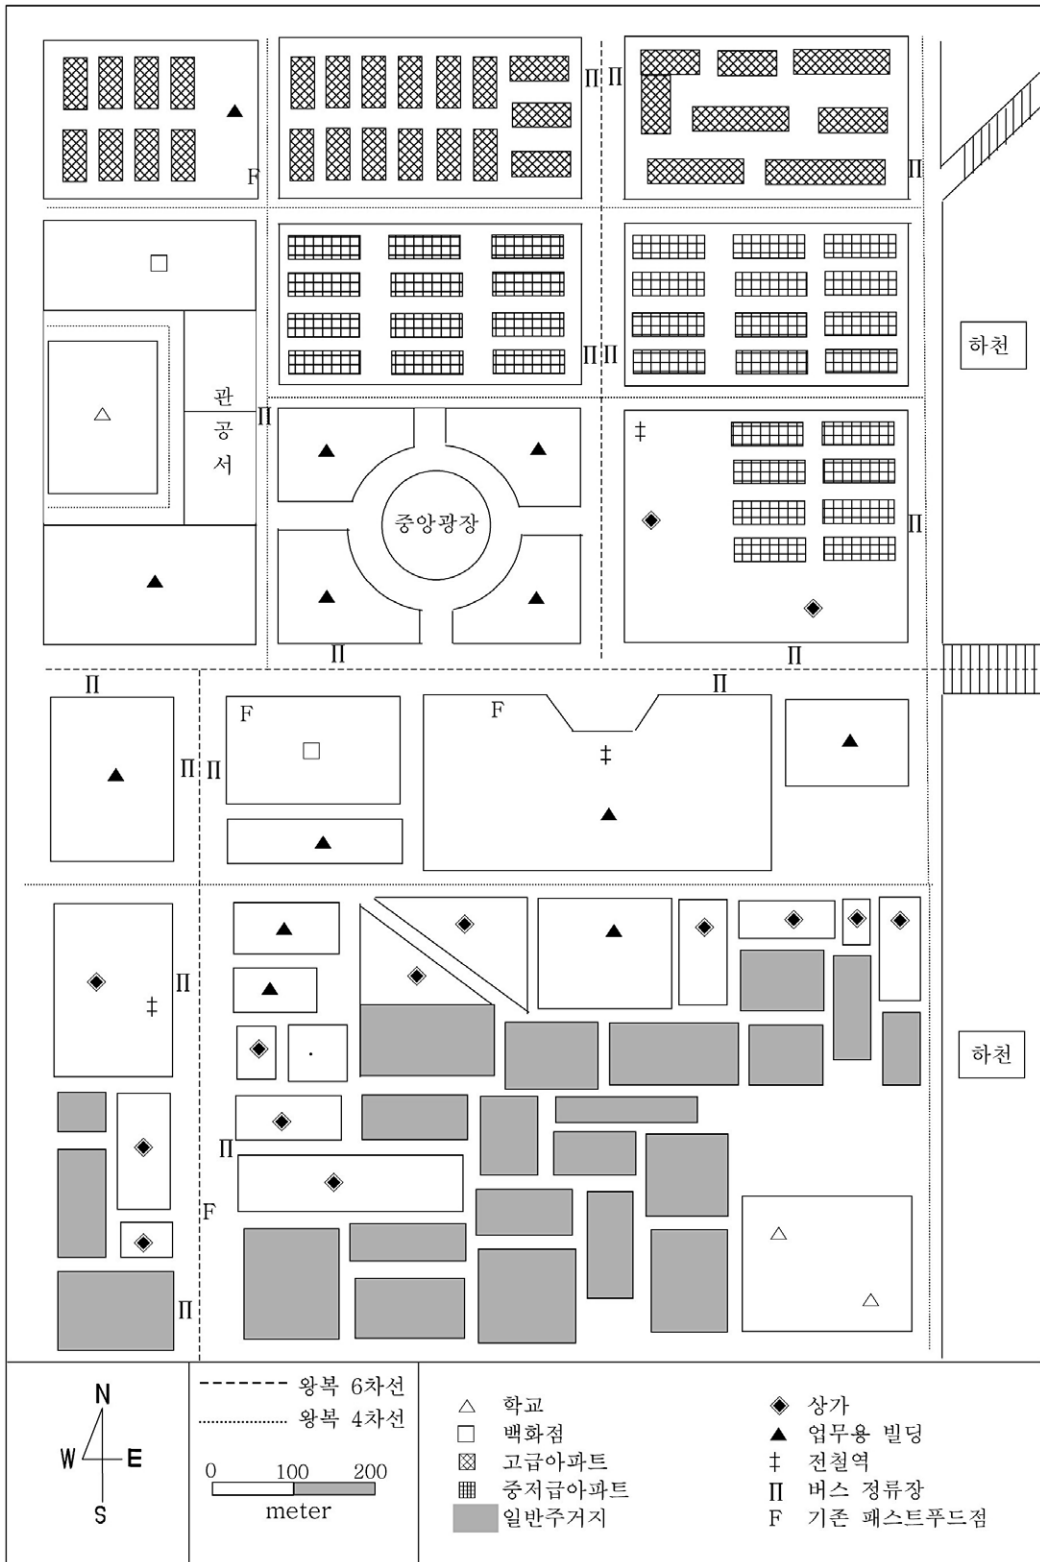 F
관
공
서
하천
중앙광장
F
F
하천
F
N
W
E
S
왕복 6차선
왕복 4차선
0 100 200
meter
학교
백화점
고급아파트
중저급아파트
일반주거지
상가
업무용 빌딩
전철역
버스 정류장
F 기존 패스트푸드점